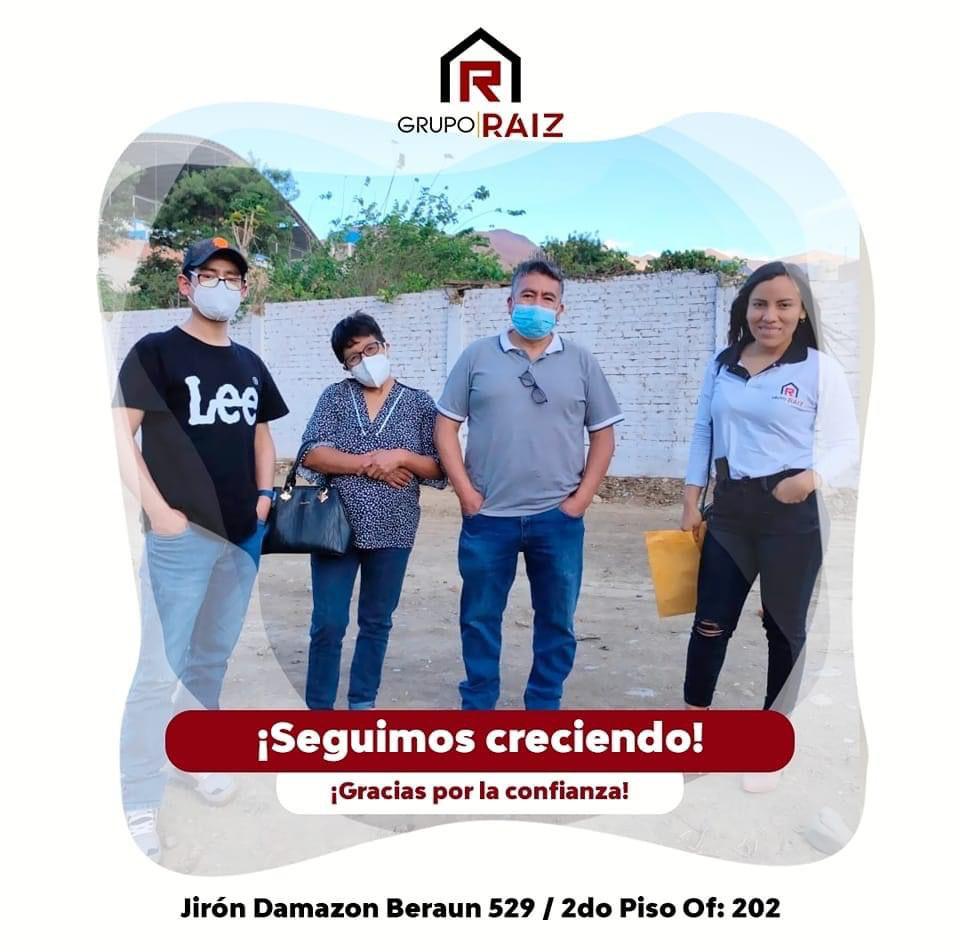 R
GRUPO RAIZ
Lee
R
GRUPO RAIZ
¡Seguimos creciendo!
¡Gracias por la confianza!
Jirón Damazon Beraun 529 / 2do Piso Of: 202